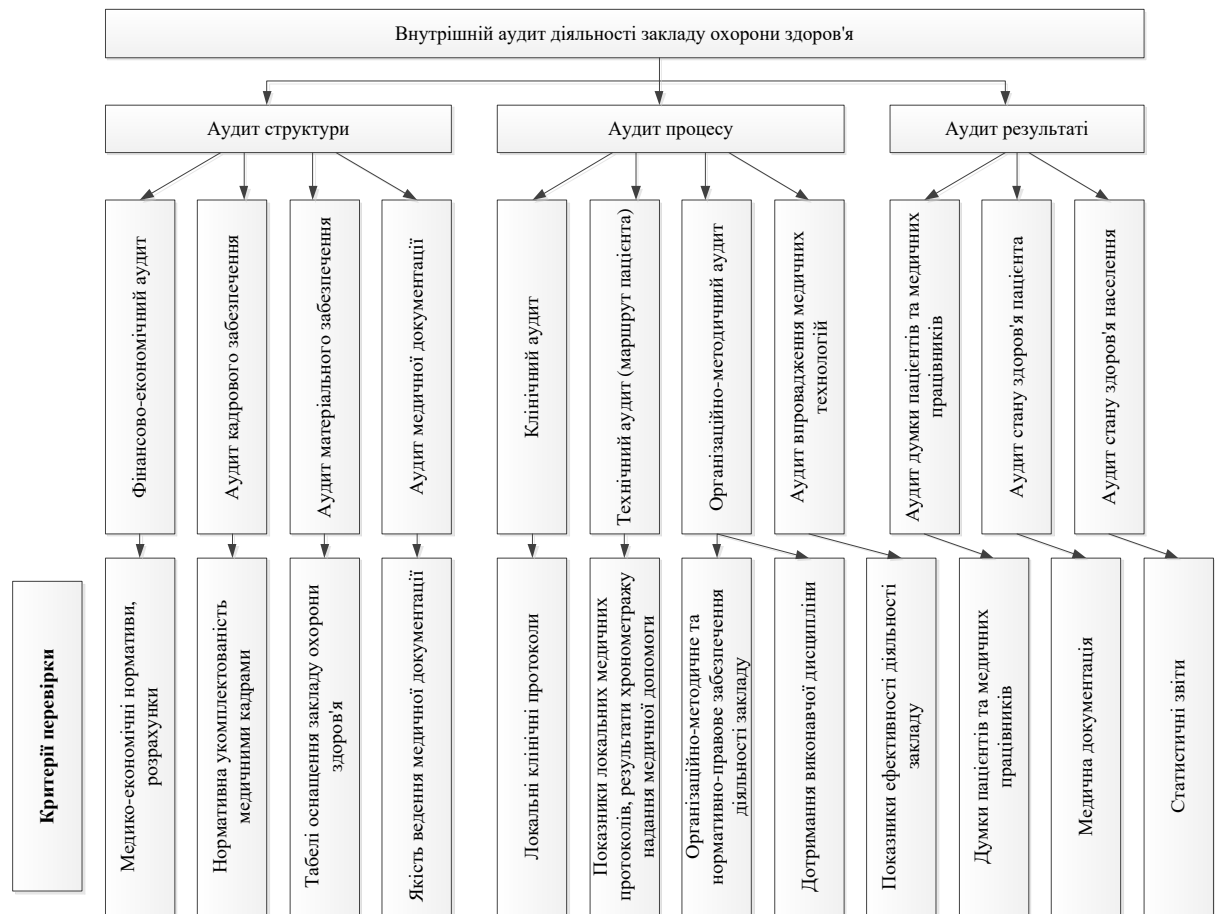 Внутрішній аудит діяльності закладу охорони здоров'я
Аудит структури
Аудит процесу
Аудит результаті
Фінансово-економічний аудит
Аудит кадрового забезпечення
Аудит матеріального забезпечення
Аудит медичної документації
Клінічний аудит
Технічний аудит (маршрут пацієнта)
Організаційно-методичний аудит
Аудит впровадження медичних
технологій
Аудит думки пацієнтів та медичних
працівників
Аудит стану здоров'я пацієнта
Аудит стану здоров'я населення
Критерії перевірки
Медико-економічні нормативи,
розрахунки
Нормативна укомплектованість
медичними кадрами
Табелі оснащення закладу охорони
здоров'я
Якість ведення медичної документації
Локальні клінічні протоколи
Показники локальних медичних
протоколів, результати хронометражу
надання медичної допомоги
Організаційно-методичне та
нормативно-правове забезпечення
діяльності закладу
Дотримання виконавчої дисципліни
Показники ефективності діяльності
закладу
Думки пацієнтів та медичних
працівників
Медична документація
Статистичні звіти